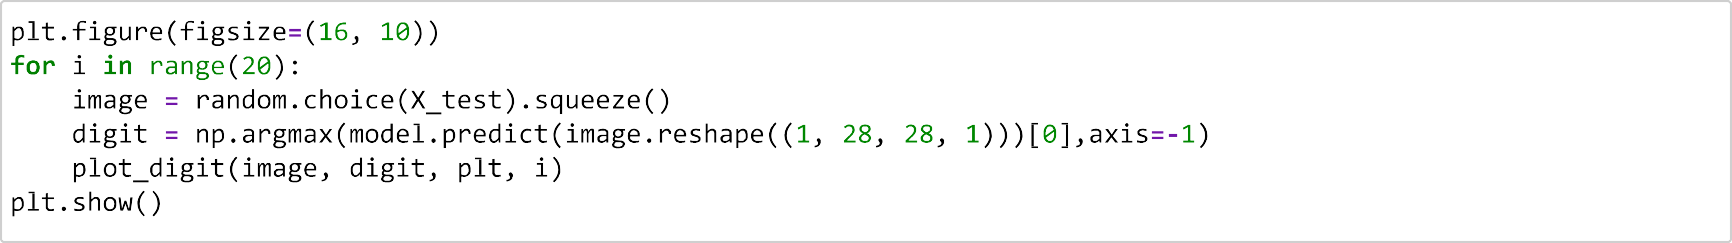 plt.figure(figsize=(16, 10))
for i in range(20):
    image = random.choice(X_test).squeeze()
    digit = np.argmax(model.predict(image.reshape((1, 28, 28, 1)))[0],axis=-1)
    plot_digit(image, digit, plt, i)
plt.show()